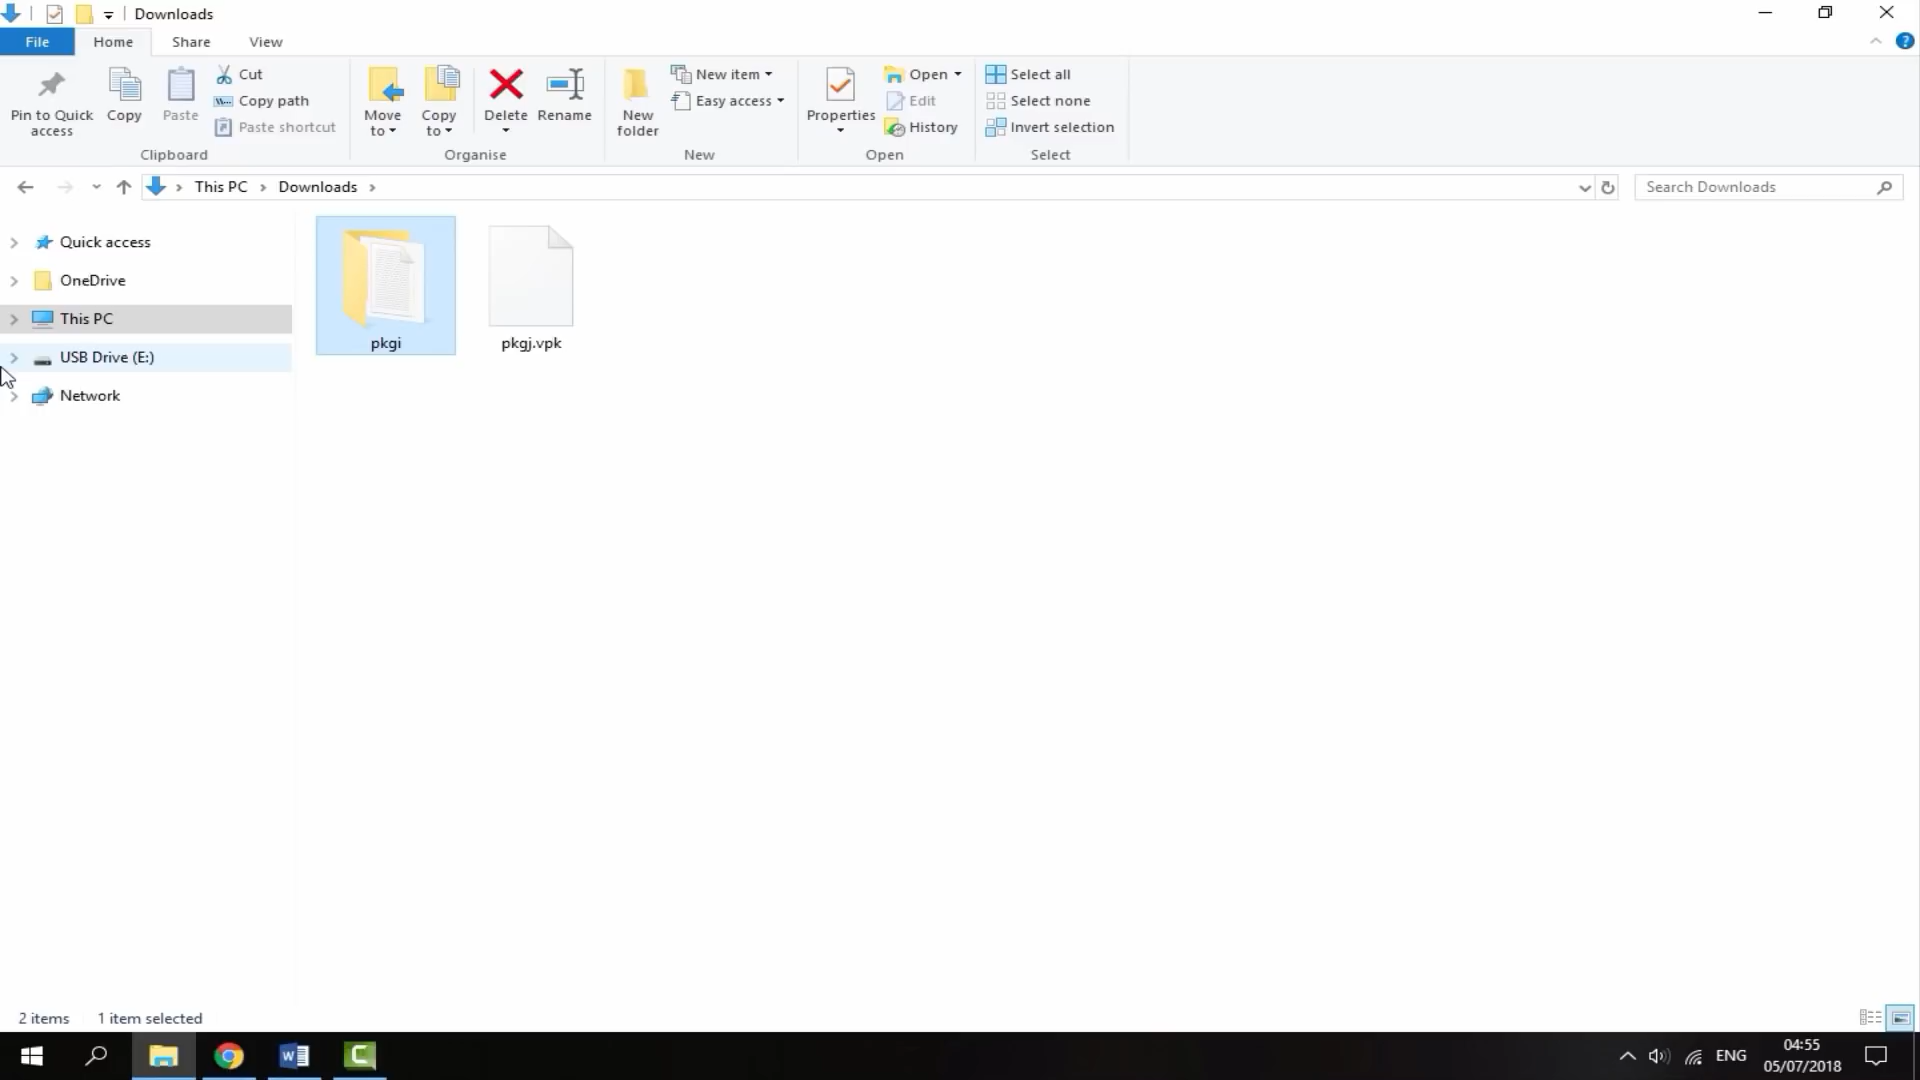 Downloads
File
Home
Share
View
Pin to Quick
access
Copy
Paste
Cut
Copy path
Paste shortcut
Clipboard
Move
to
Copy
to
Delete
Rename
Organise
New
folder
New item
Easy access
New
Properties
Open
Edit
History
Open
Select all
Select none
Invert selection
Select
This PC
Downloads
Search Downloads
Quick access
OneDrive
This PC
USB Drive (E:)
Network
pkgi
pkgj.vpk
2 items
1 item selected
ENG
04:55
05/07/2018